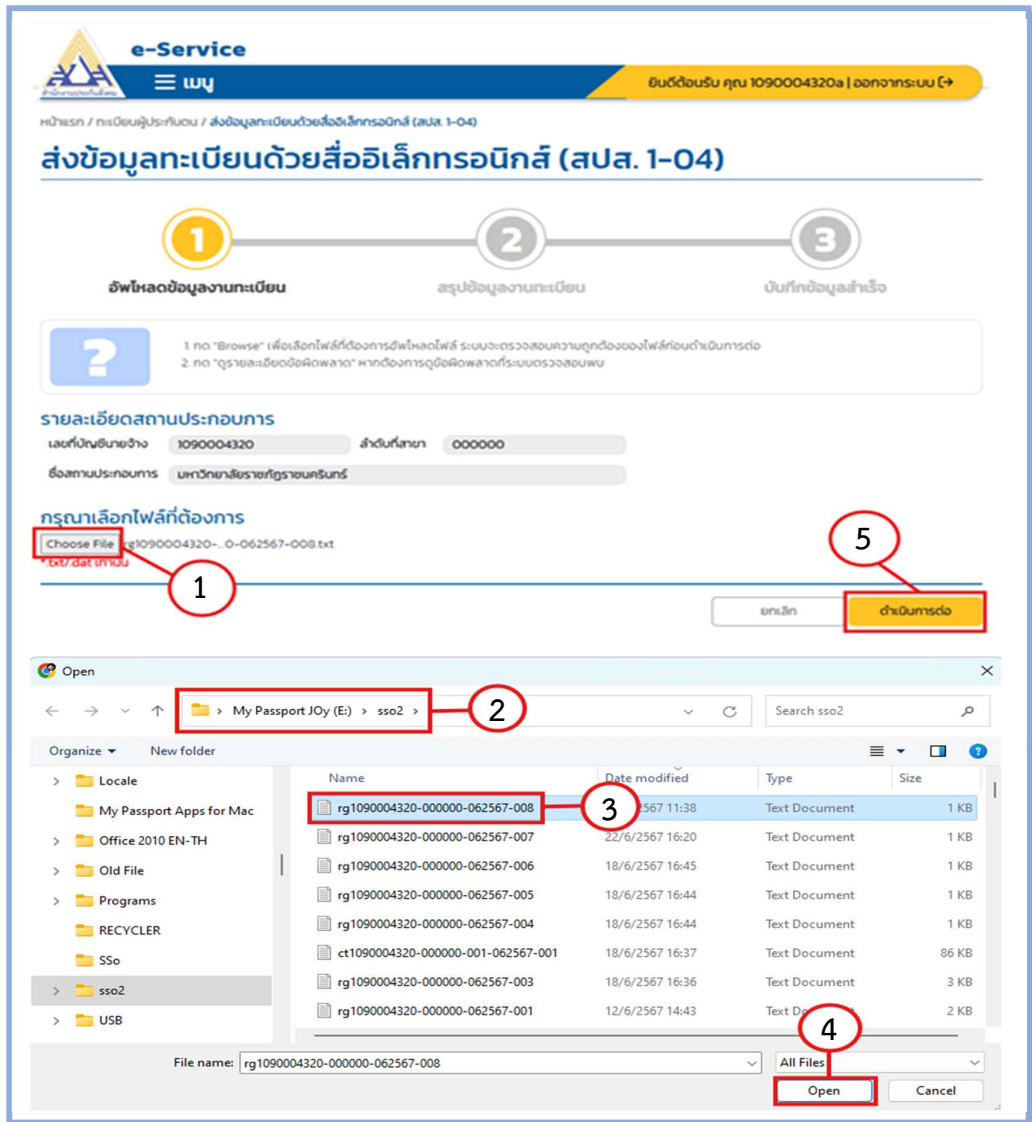 e-Service
สำนักงานประกันสังคม
☰ เมนู
ยินดีต้อนรับ คุณ 1090004320a | ออกจากระบบ
หน้าแรก / ทะเบียนผู้ประกันตน / ส่งข้อมูลทะเบียนด้วยสื่ออิเล็กทรอนิกส์ (สปส. 1-04)
ส่งข้อมูลทะเบียนด้วยสื่ออิเล็กทรอนิกส์ (สปส. 1-04)
1 2 3
อัพโหลดข้อมูลงานทะเบียน สรุปข้อมูลงานทะเบียน บันทึกข้อมูลสำเร็จ
?
1. กด "Browse" เพื่อเลือกไฟล์ที่ต้องการอัพโหลดไฟล์ ระบบจะตรวจสอบความถูกต้องของไฟล์ก่อนดำเนินการต่อ
2. กด "ดูรายละเอียดข้อผิดพลาด" หากต้องการดูข้อผิดพลาดที่ระบบตรวจสอบพบ
รายละเอียดสถานประกอบการ
เลขที่บัญชีนายจ้าง 1090004320 ลำดับที่สาขา 000000
ชื่อสถานประกอบการ มหาวิทยาลัยราชภัฏราชนครินทร์
กรุณาเลือกไฟล์ที่ต้องการ
Choose File rg1090004320-...0-062567-008.txt
*.txt/.dat เท่านั้น
1
5
ยกเลิก ดำเนินการต่อ
Open
My Passport JOy (E:) > sso2 > 2 Search sso2
Organize New folder ?
Name Date modified Type Size
Locale
My Passport Apps for Mac
Office 2010 EN-TH
Old File
Programs
RECYCLER
SSo
sso2
USB
rg1090004320-000000-062567-008 3 2567 11:38 Text Document 1 KB
rg1090004320-000000-062567-007 22/6/2567 16:20 Text Document 1 KB
rg1090004320-000000-062567-006 18/6/2567 16:45 Text Document 1 KB
rg1090004320-000000-062567-005 18/6/2567 16:44 Text Document 1 KB
rg1090004320-000000-062567-004 18/6/2567 16:44 Text Document 1 KB
ct1090004320-000000-001-062567-001 18/6/2567 16:37 Text Document 86 KB
rg1090004320-000000-062567-003 18/6/2567 16:36 Text Document 3 KB
rg1090004320-000000-062567-001 12/6/2567 14:43 Text Document 2 KB
4
File name: rg1090004320-000000-062567-008 All Files
Open Cancel